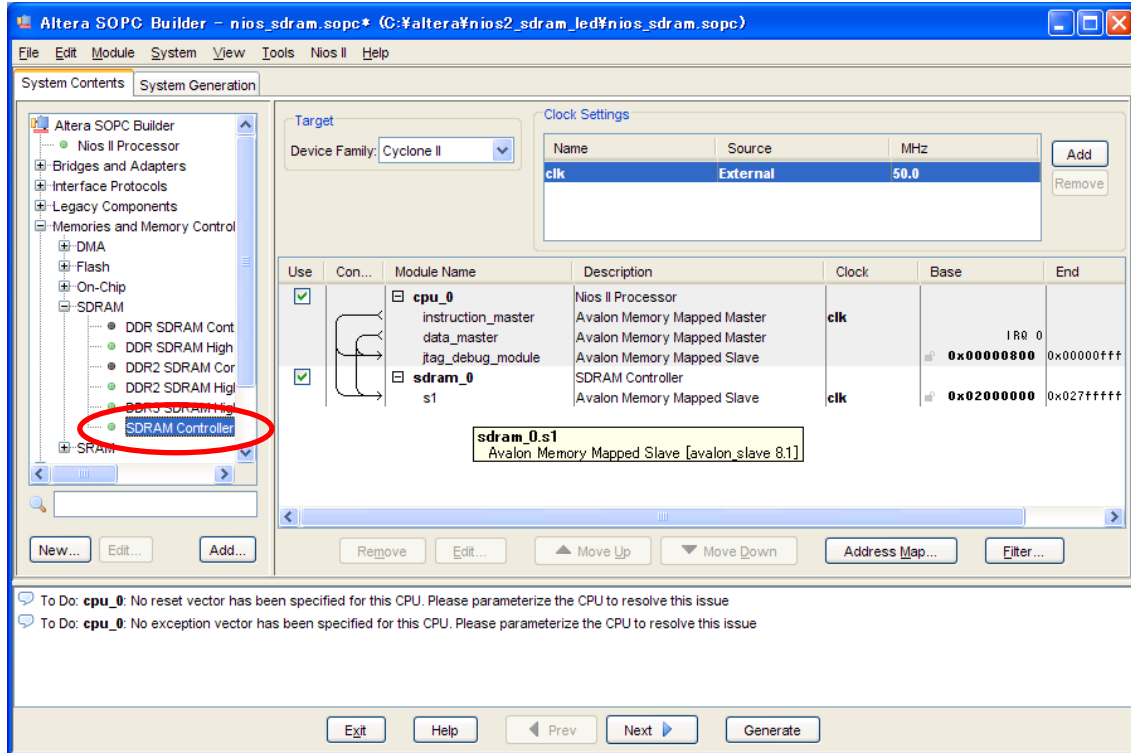 Altera SOPC Builder - nios_sdram.sopc* (C:¥altera¥nios2_sdram_led¥nios_sdram.sopc)
File Edit Module System View Tools Nios II Help
System Contents System Generation
Altera SOPC Builder
Nios II Processor
Bridges and Adapters
Interface Protocols
Legacy Components
Memories and Memory Control
DMA
Flash
On-Chip
SDRAM
DDR SDRAM Cont
DDR SDRAM High
DDR2 SDRAM Cor
DDR2 SDRAM Higl
DDR3 SDRAM Higl
SDRAM Controller
SRAM
New... Edit... Add...
Target
Device Family: Cyclone II
Clock Settings
Name Source MHz
clk External 50.0
Add
Remove
Use Con... Module Name Description Clock Base End
cpu_0 Nios II Processor
instruction_master Avalon Memory Mapped Master clk
data_master Avalon Memory Mapped Master IRQ 0
jtag_debug_module Avalon Memory Mapped Slave 0x00000800 0x00000fff
sdram_0 SDRAM Controller
s1 Avalon Memory Mapped Slave clk 0x02000000 0x027fffff
sdram_0.s1
Avalon Memory Mapped Slave [avalon_slave 8.1]
Remove Edit... Move Up Move Down Address Map... Filter...
To Do: cpu_0: No reset vector has been specified for this CPU. Please parameterize the CPU to resolve this issue
To Do: cpu_0: No exception vector has been specified for this CPU. Please parameterize the CPU to resolve this issue
Exit Help Prev Next Generate